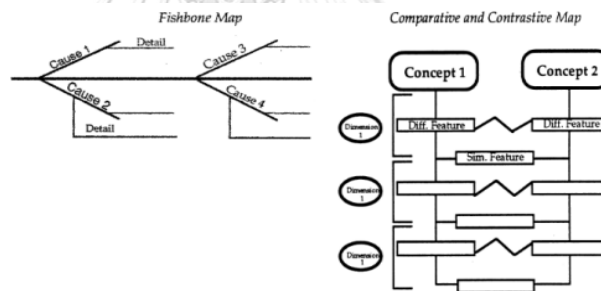 Fishbone Map
Cause 1
Detail
Cause 3
Cause 2
Cause 4
Detail
Comparative and Contrastive Map
Concept 1
Concept 2
Dimension
1
Diff. Feature
Diff. Feature
Sim. Feature
Dimension
1
Dimension
1